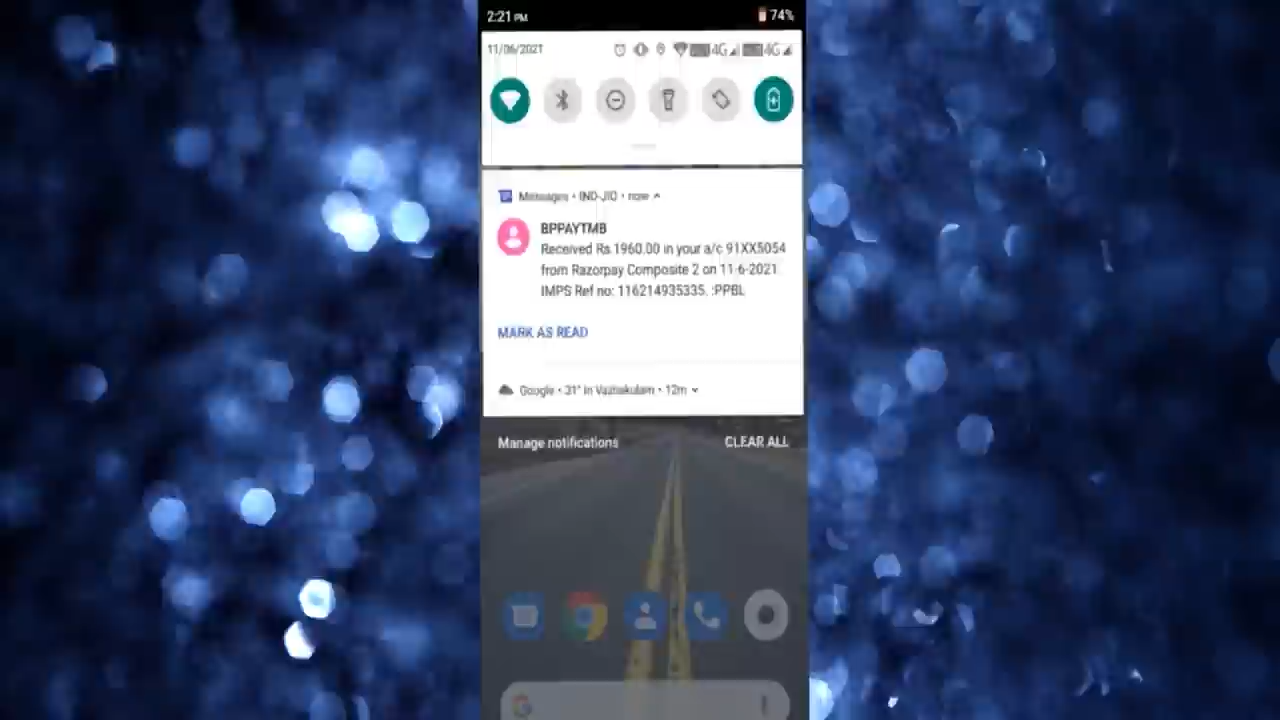 2:21 PM
74%
11/06/2021
4G 4G
Messages • IND-JIO • now
BPPAYTMB
Received Rs.1960.00 in your a/c 91XX5054
from Razorpay Composite 2 on 11-6-2021.
IMPS Ref no: 116214935335. :PPBL
MARK AS READ
Google • 31° in Vazhakulam • 12m
Manage notifications
CLEAR ALL